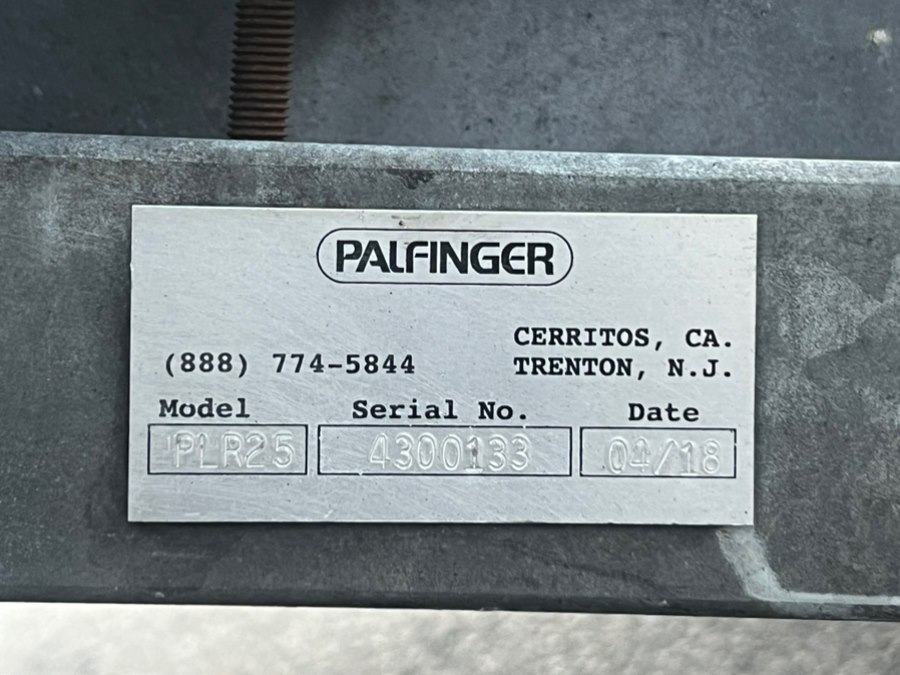 PALFINGER
CERRITOS, CA.
(888) 774-5844 TRENTON, N.J.
Model Serial No. Date
PLR25 4300133 04/18